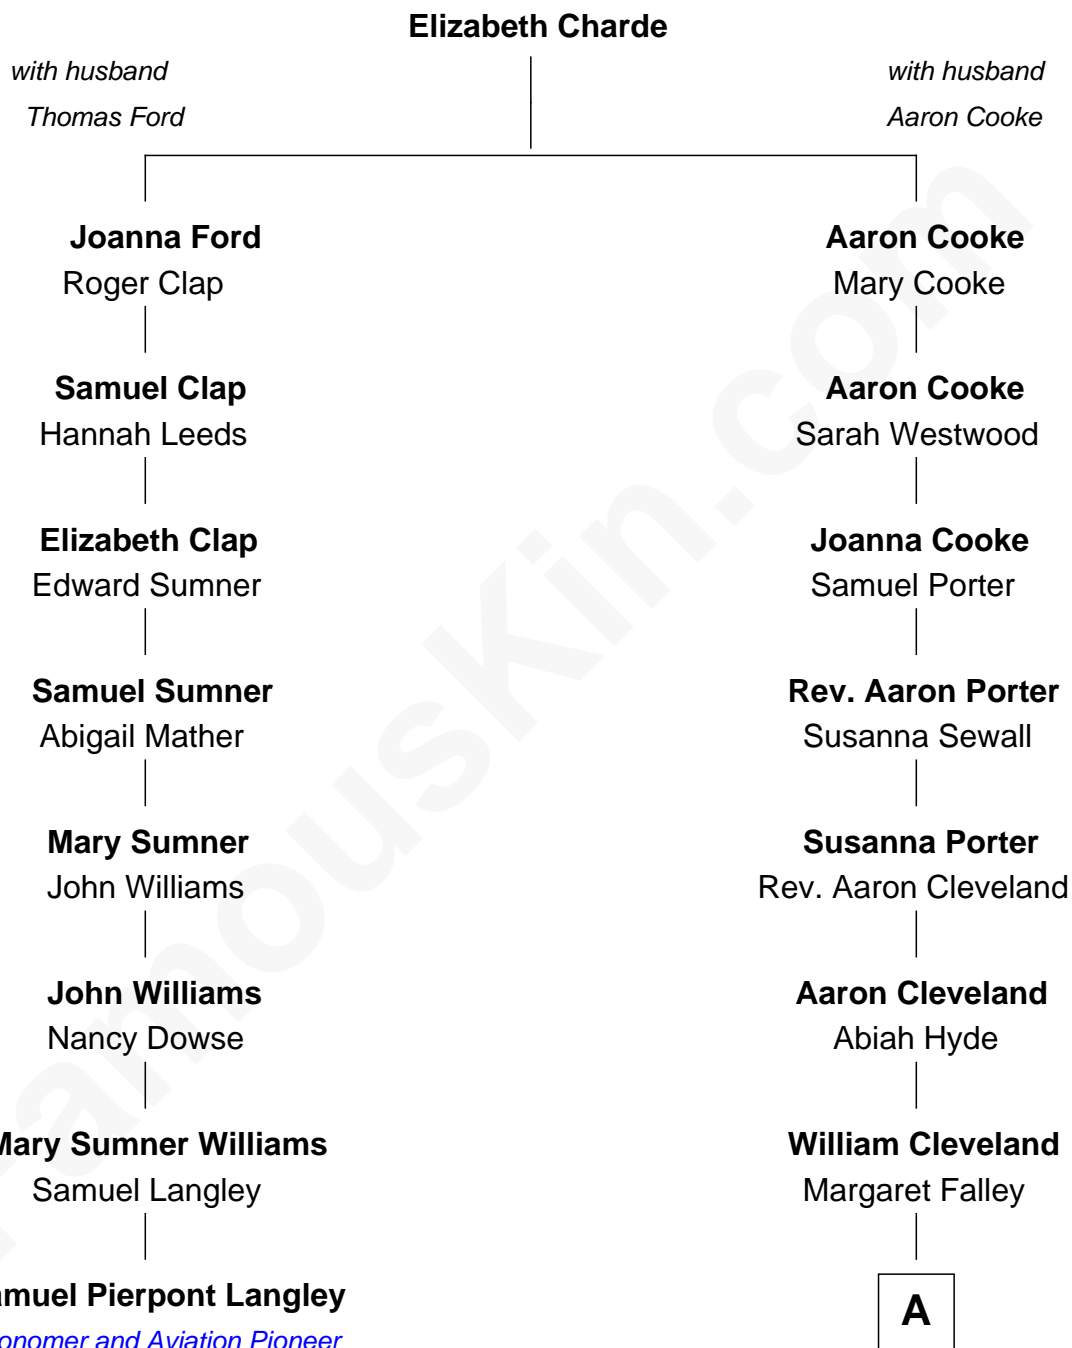 Elizabeth Charde
with husband
Thomas Ford
with husband
Aaron Cooke
Joanna Ford
Roger Clap
Aaron Cooke
Mary Cooke
Samuel Clap
Hannah Leeds
Aaron Cooke
Sarah Westwood
Elizabeth Clap
Edward Sumner
Joanna Cooke
Samuel Porter
Samuel Sumner
Abigail Mather
Rev. Aaron Porter
Susanna Sewall
Mary Sumner
John Williams
Susanna Porter
Rev. Aaron Cleveland
John Williams
Nancy Dowse
Aaron Cleveland
Abiah Hyde
Mary Sumner Williams
Samuel Langley
William Cleveland
Margaret Falley
amuel Pierpont Langley
onomer and Aviation Pioneer
A
FamousKin.com